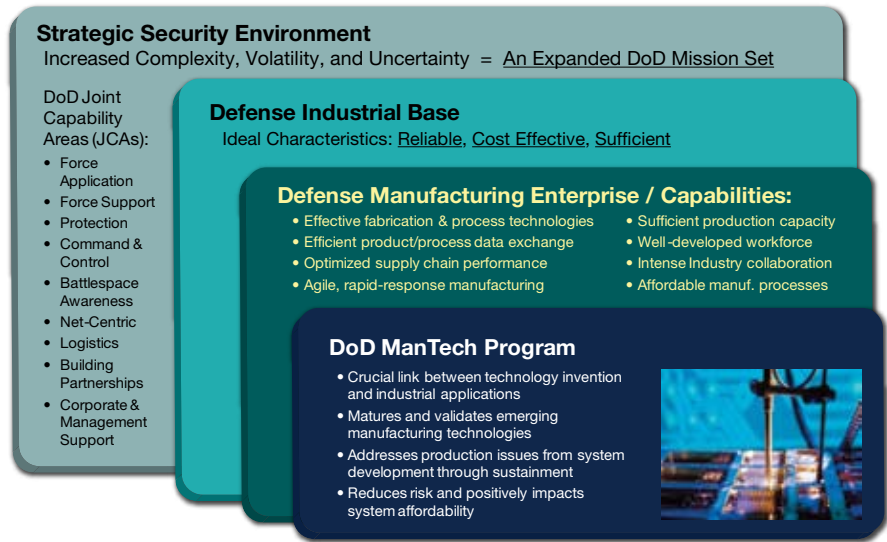 Strategic Security Environment
Increased Complexity, Volatility, and Uncertainty = An Expanded DoD Mission Set
DoD Joint
Capability
Areas (JCAs):
• Force
Application
• Force Support
• Protection
• Command &
Control
• Battlespace
Awareness
• Net-Centric
• Logistics
• Building
Partnerships
• Corporate &
Management
Support
Defense Industrial Base
Ideal Characteristics: Reliable, Cost Effective, Sufficient
Defense Manufacturing Enterprise / Capabilities:
• Effective fabrication & process technologies
• Efficient product/process data exchange
• Optimized supply chain performance
• Agile, rapid-response manufacturing
• Sufficient production capacity
• Well-developed workforce
• Intense Industry collaboration
• Affordable manuf. processes
DoD ManTech Program
• Crucial link between technology invention
and industrial applications
• Matures and validates emerging
manufacturing technologies
• Addresses production issues from system
development through sustainment
• Reduces risk and positively impacts
system affordability